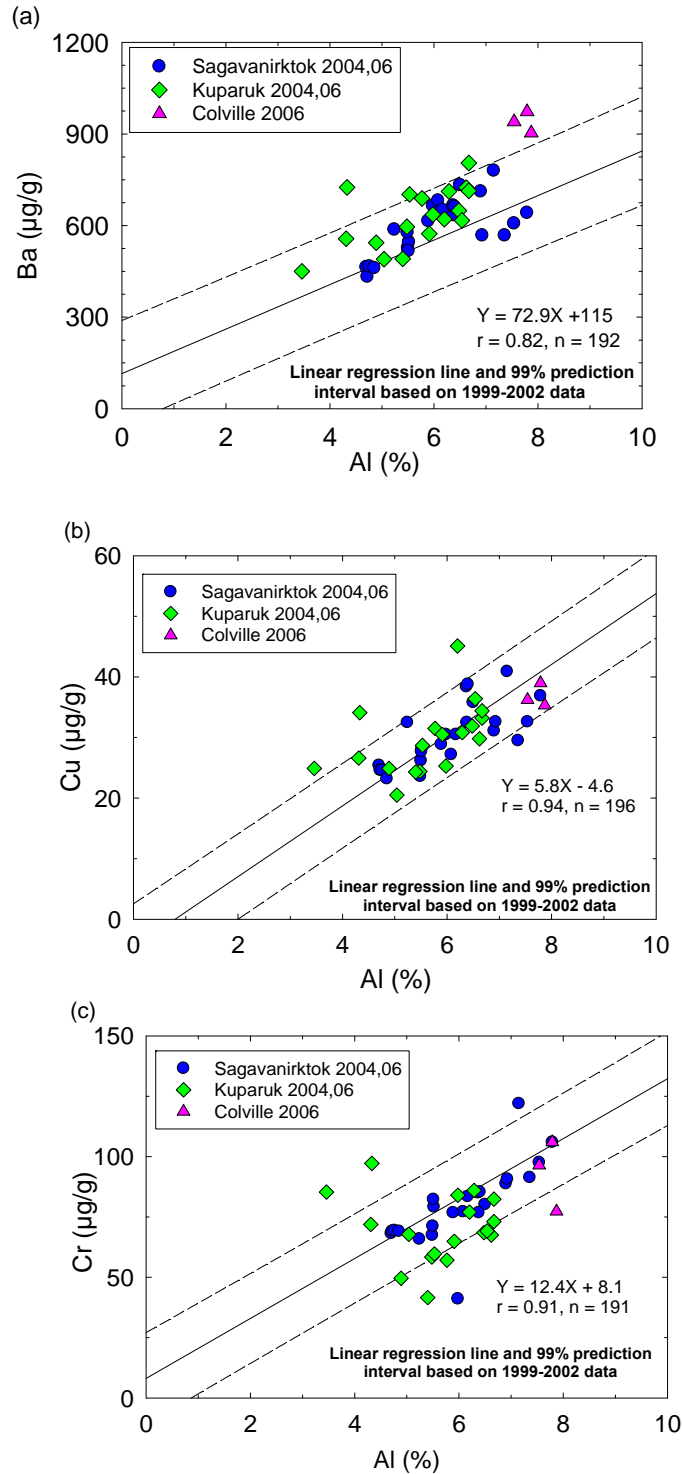 (a)
1200
900
600
300
0
Ba (µg/g)
Sagavanirktok 2004,06
Kuparuk 2004,06
Colville 2006
Y = 72.9X +115
r = 0.82, n = 192
Linear regression line and 99% prediction
interval based on 1999-2002 data
0 2 4 6 8 10
Al (%)
(b)
60
40
20
0
Cu (µg/g)
Sagavanirktok 2004,06
Kuparuk 2004,06
Colville 2006
Y = 5.8X - 4.6
r = 0.94, n = 196
Linear regression line and 99% prediction
interval based on 1999-2002 data
0 2 4 6 8 10
Al (%)
(c)
150
100
50
0
Cr (µg/g)
Sagavanirktok 2004,06
Kuparuk 2004,06
Colville 2006
Y = 12.4X + 8.1
r = 0.91, n = 191
Linear regression line and 99% prediction
interval based on 1999-2002 data
0 2 4 6 8 10
Al (%)